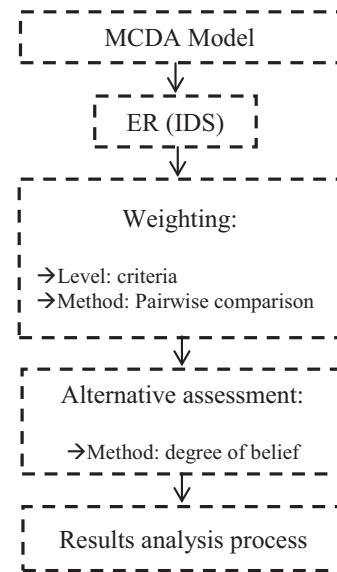 MCDA Model
ER (IDS)
Weighting:
→Level: criteria
→Method: Pairwise comparison
Alternative assessment:
→Method: degree of belief
Results analysis process